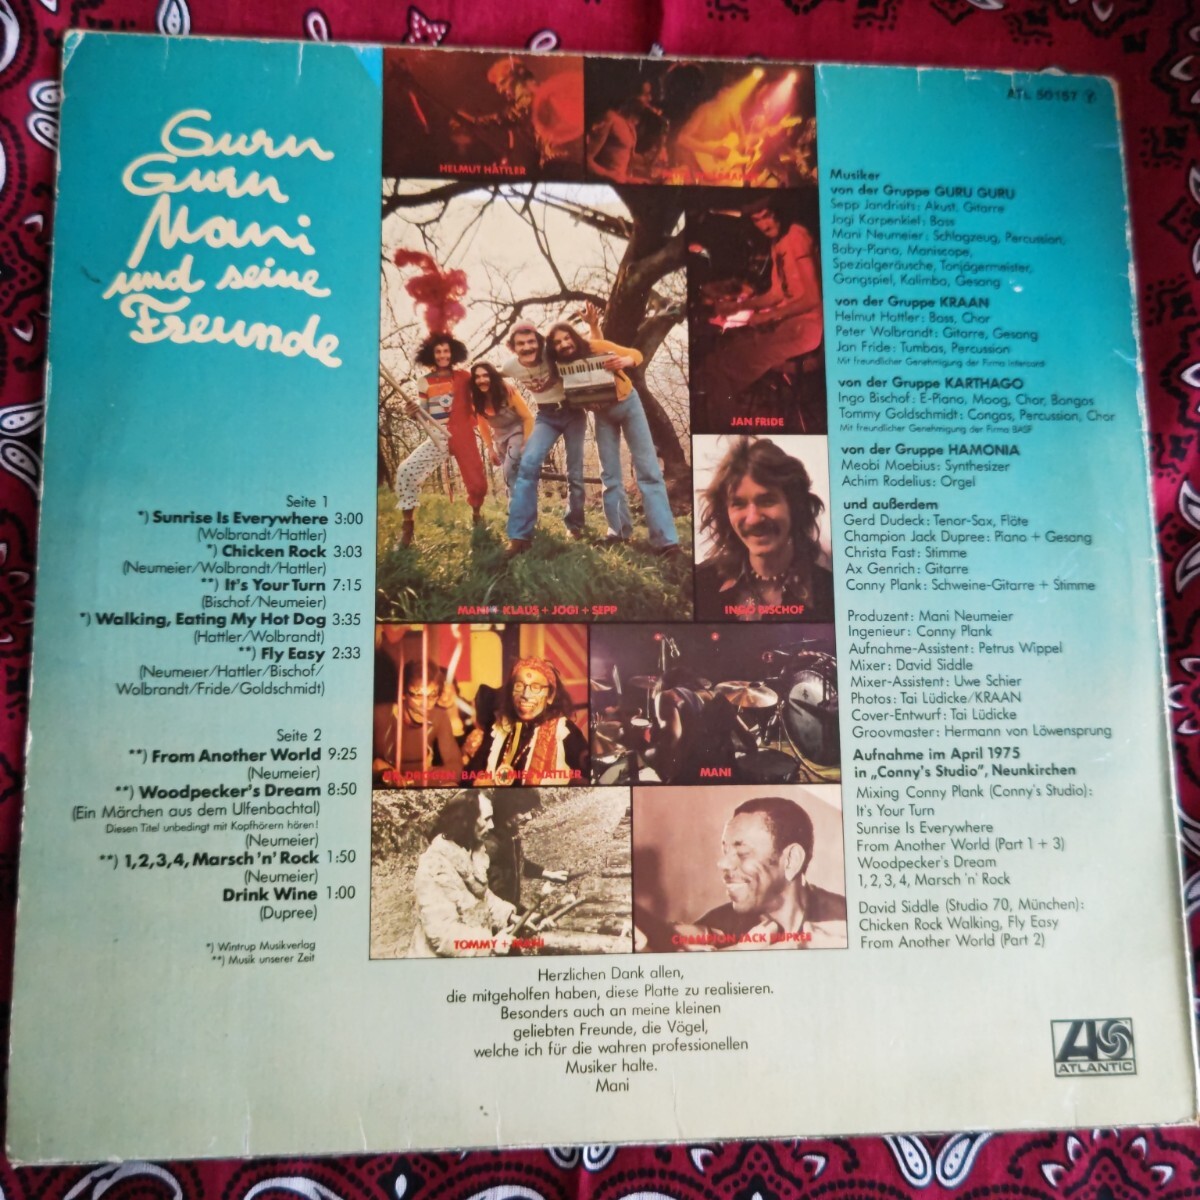 Guru
Guru
Mani
und seine
Freunde
Seite 1
*) Sunrise Is Everywhere 3:00
(Wolbrandt/Hattler)
*) Chicken Rock 3:03
(Neumeier/Wolbrandt/Hattler)
**) It's Your Turn 7:15
(Bischof/Neumeier)
*) Walking, Eating My Hot Dog 3:35
(Hattler/Wolbrandt)
**) Fly Easy 2:33
(Neumeier/Hattler/Bischof/
Wolbrandt/Fride/Goldschmidt)
Seite 2
**) From Another World 9:25
(Neumeier)
**) Woodpecker's Dream 8:50
(Ein Märchen aus dem Ulfenbachtal)
Diesen Titel unbedingt mit Kopfhörern hören!
(Neumeier)
**) 1,2,3,4, Marsch 'n' Rock 1:50
(Neumeier)
Drink Wine 1:00
(Dupree)
*) Wintrup Musikverlag
**) Musik unserer Zeit
HELMUT HATTLER
JAN FRIDE
MANI + KLAUS + JOGI + SEPP
INGO BISCHOF
BACH + MISS HATTLER
MANI
TOMMY + MANI
CHAMPION JACK DUPREE
Herzlichen Dank allen,
die mitgeholfen haben, diese Platte zu realisieren.
Besonders auch an meine kleinen
geliebten Freunde, die Vögel,
welche ich für die wahren professionellen
Musiker halte.
Mani
ATL 50157
Musiker
von der Gruppe GURU GURU
Sepp Jandrisits: Akust. Gitarre
Jogi Karpenkiel: Bass
Mani Neumeier: Schlagzeug, Percussion,
Baby-Piano, Maniscope,
Spezialgeräusche, Tonjägermeister,
Gongspiel, Kalimba, Gesang
von der Gruppe KRAAN
Helmut Hattler: Bass, Chor
Peter Wolbrandt: Gitarre, Gesang
Jan Fride: Tumbas, Percussion
Mit freundlicher Genehmigung der Firma Intercord
von der Gruppe KARTHAGO
Ingo Bischof: E-Piano, Moog, Chor, Bongos
Tommy Goldschmidt: Congas, Percussion, Chor
Mit freundlicher Genehmigung der Firma BASF
von der Gruppe HAMONIA
Meobi Moebius: Synthesizer
Achim Rodelius: Orgel
und außerdem
Gerd Dudeck: Tenor-Sax, Flöte
Champion Jack Dupree: Piano + Gesang
Christa Fast: Stimme
Ax Genrich: Gitarre
Conny Plank: Schweine-Gitarre + Stimme
Produzent: Mani Neumeier
Ingenieur: Conny Plank
Aufnahme-Assistent: Petrus Wippel
Mixer: David Siddle
Mixer-Assistent: Uwe Schier
Photos: Tai Lüdicke/KRAAN
Cover-Entwurf: Tai Lüdicke
Groovmaster: Hermann von Löwensprung
Aufnahme im April 1975
in „Conny's Studio”, Neunkirchen
Mixing Conny Plank (Conny's Studio):
It's Your Turn
Sunrise Is Everywhere
From Another World (Part 1 + 3)
Woodpecker's Dream
1,2,3,4, Marsch 'n' Rock
David Siddle (Studio 70, München):
Chicken Rock Walking, Fly Easy
From Another World (Part 2)
ATLANTIC